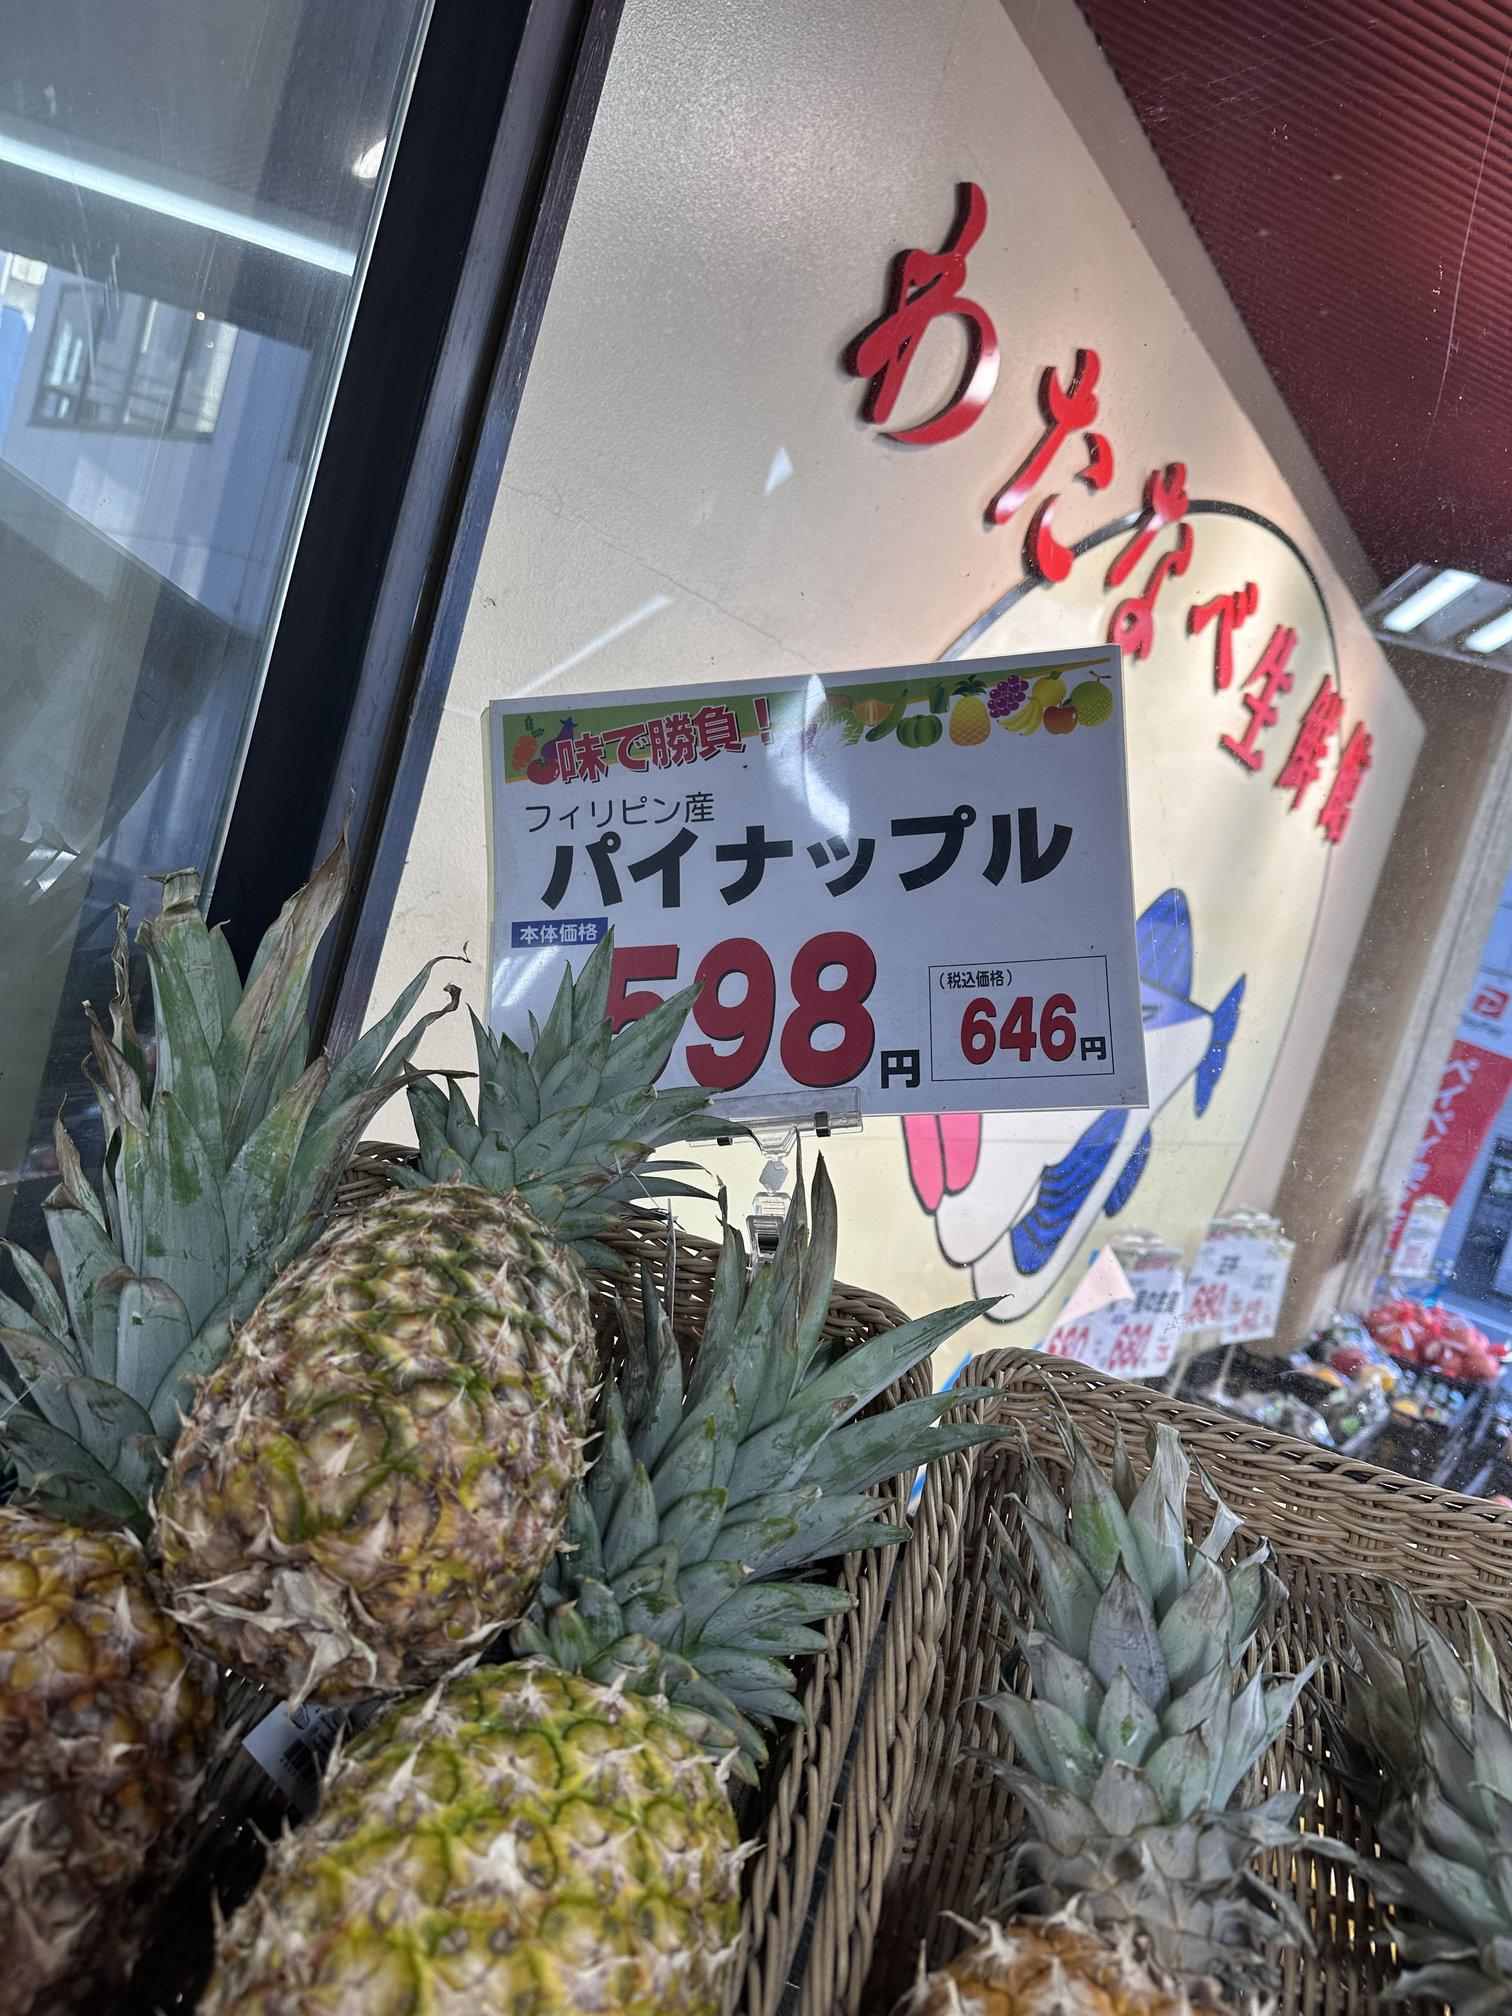 わたなで生鮮館
味で勝負!
フィリピン産
パイナップル
本体価格
598円
(税込価格)
646円
680